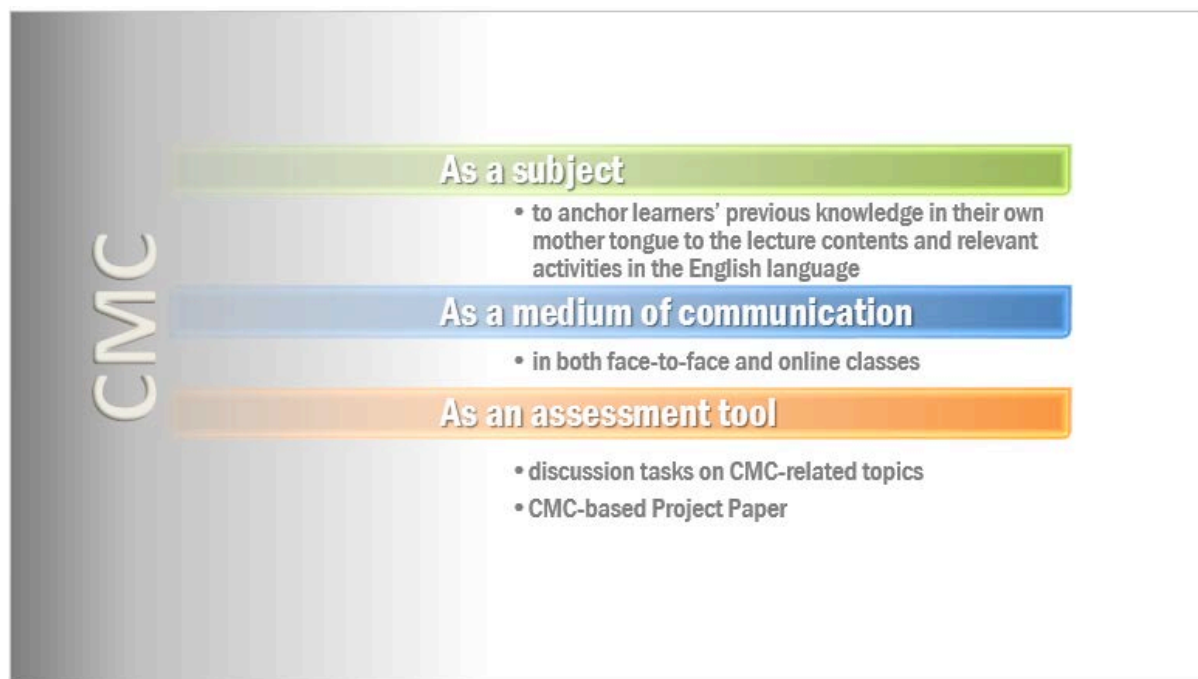 CMC
As a subject
• to anchor learners’ previous knowledge in their own
mother tongue to the lecture contents and relevant
activities in the English language
As a medium of communication
• in both face-to-face and online classes
As an assessment tool
• discussion tasks on CMC-related topics
• CMC-based Project Paper